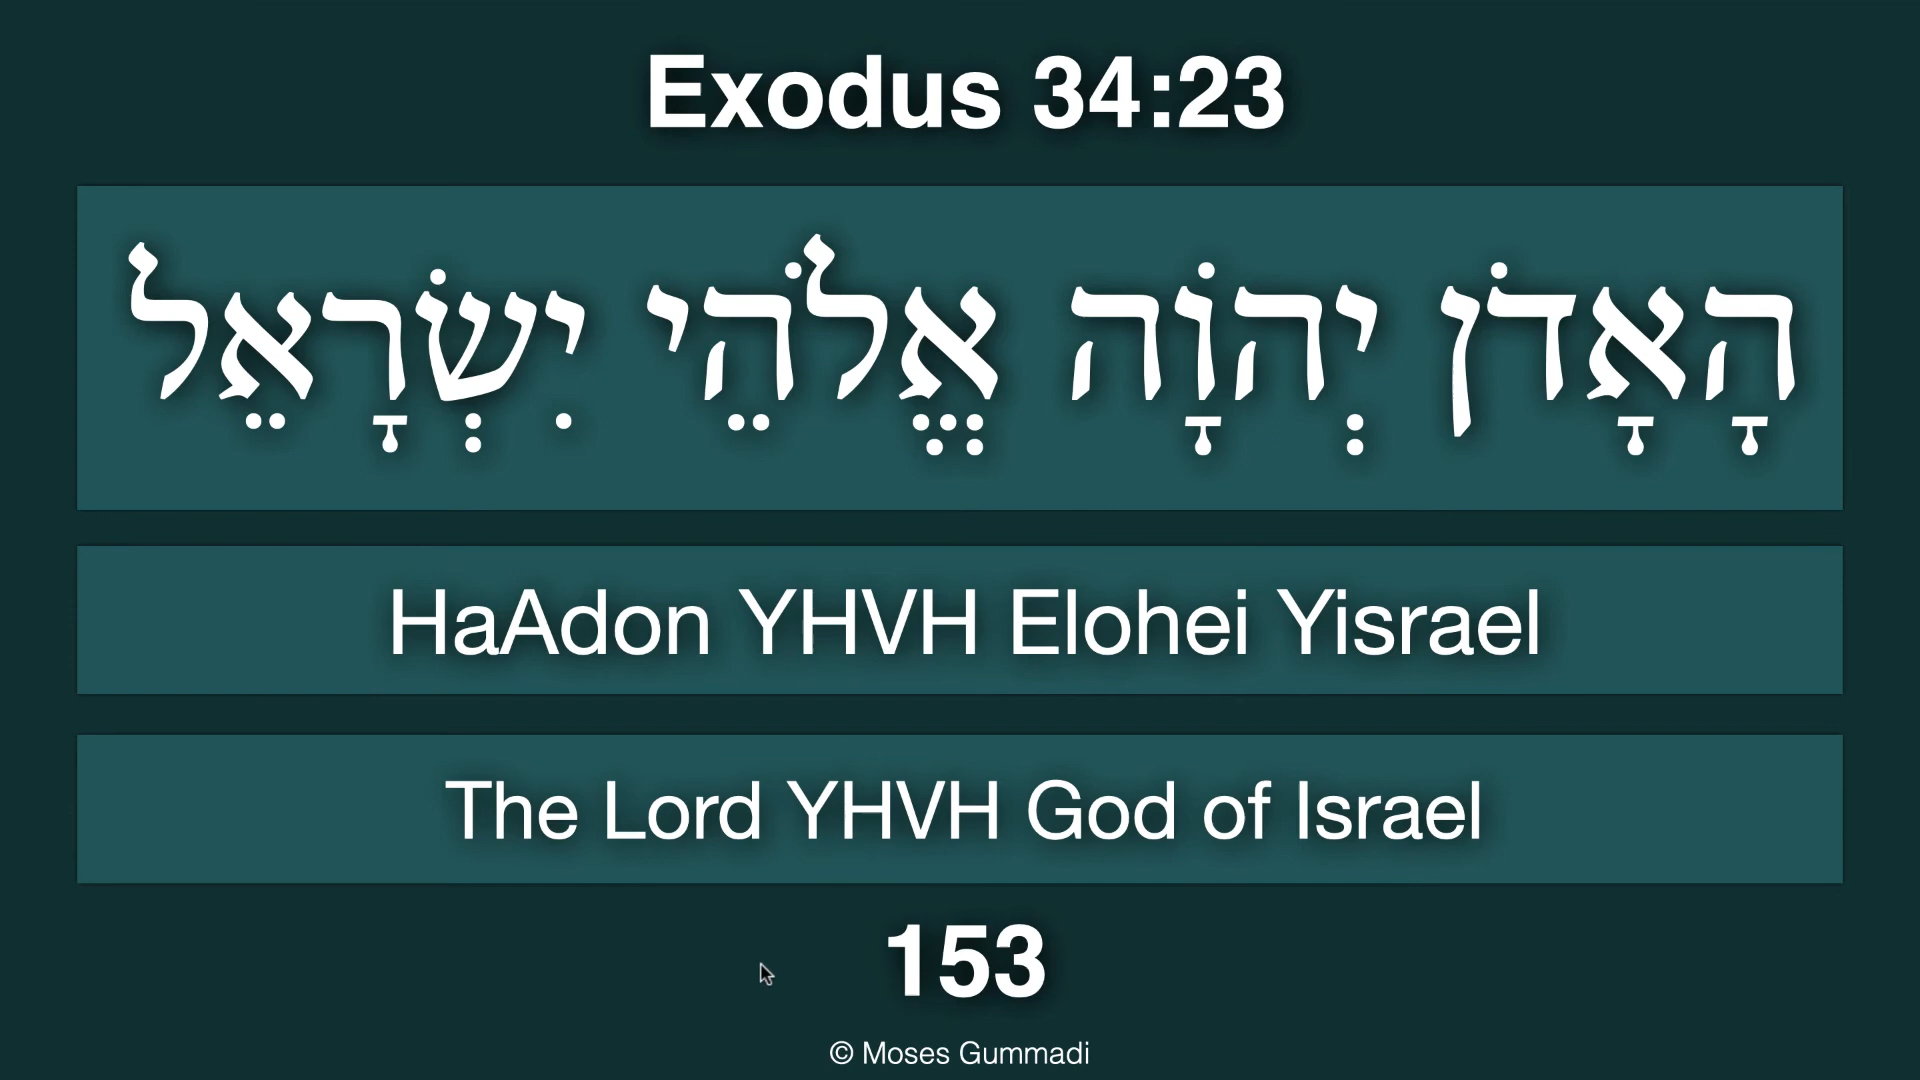 Exodus 34:23
הָאָדֹן יְהוָֹה אֱלֹהֵי יִשְׂרָאֵל
HaAdon YHVH Elohei Yisrael
The Lord YHVH God of Israel
153
© Moses Gummadi